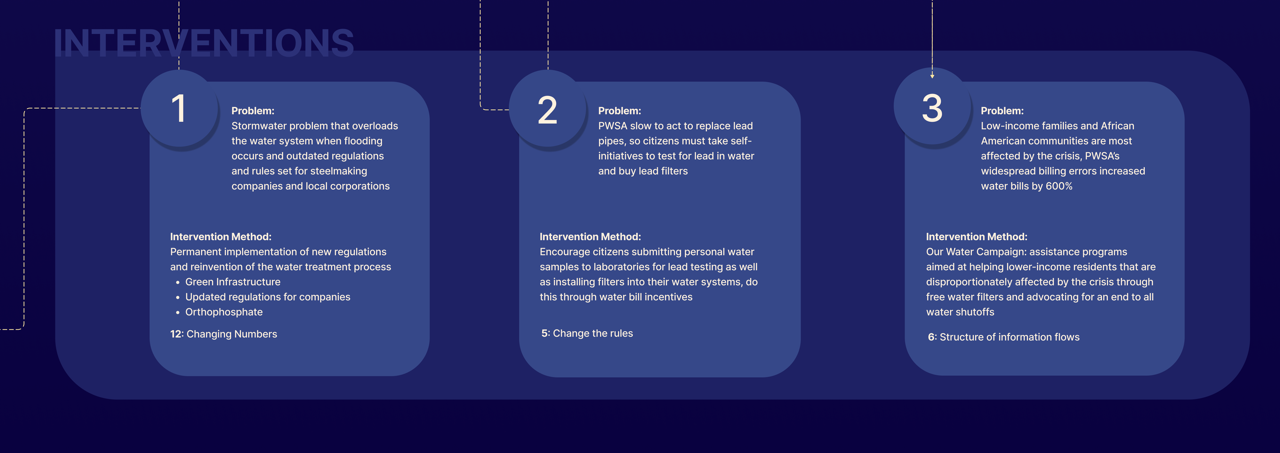 INTERVENTIONS
1
Problem:
Stormwater problem that overloads
the water system when flooding
occurs and outdated regulations
and rules set for steelmaking
companies and local corporations
Intervention Method:
Permanent implementation of new regulations
and reinvention of the water treatment process
• Green Infrastructure
• Updated regulations for companies
• Orthophosphate
12: Changing Numbers
2
Problem:
PWSA slow to act to replace lead
pipes, so citizens must take self-
initiatives to test for lead in water
and buy lead filters
Intervention Method:
Encourage citizens submitting personal water
samples to laboratories for lead testing as well
as installing filters into their water systems, do
this through water bill incentives
5: Change the rules
3
Problem:
Low-income families and African
American communities are most
affected by the crisis, PWSA's
widespread billing errors increased
water bills by 600%
Intervention Method:
Our Water Campaign: assistance programs
aimed at helping lower-income residents that are
disproportionately affected by the crisis through
free water filters and advocating for an end to all
water shutoffs
6: Structure of information flows